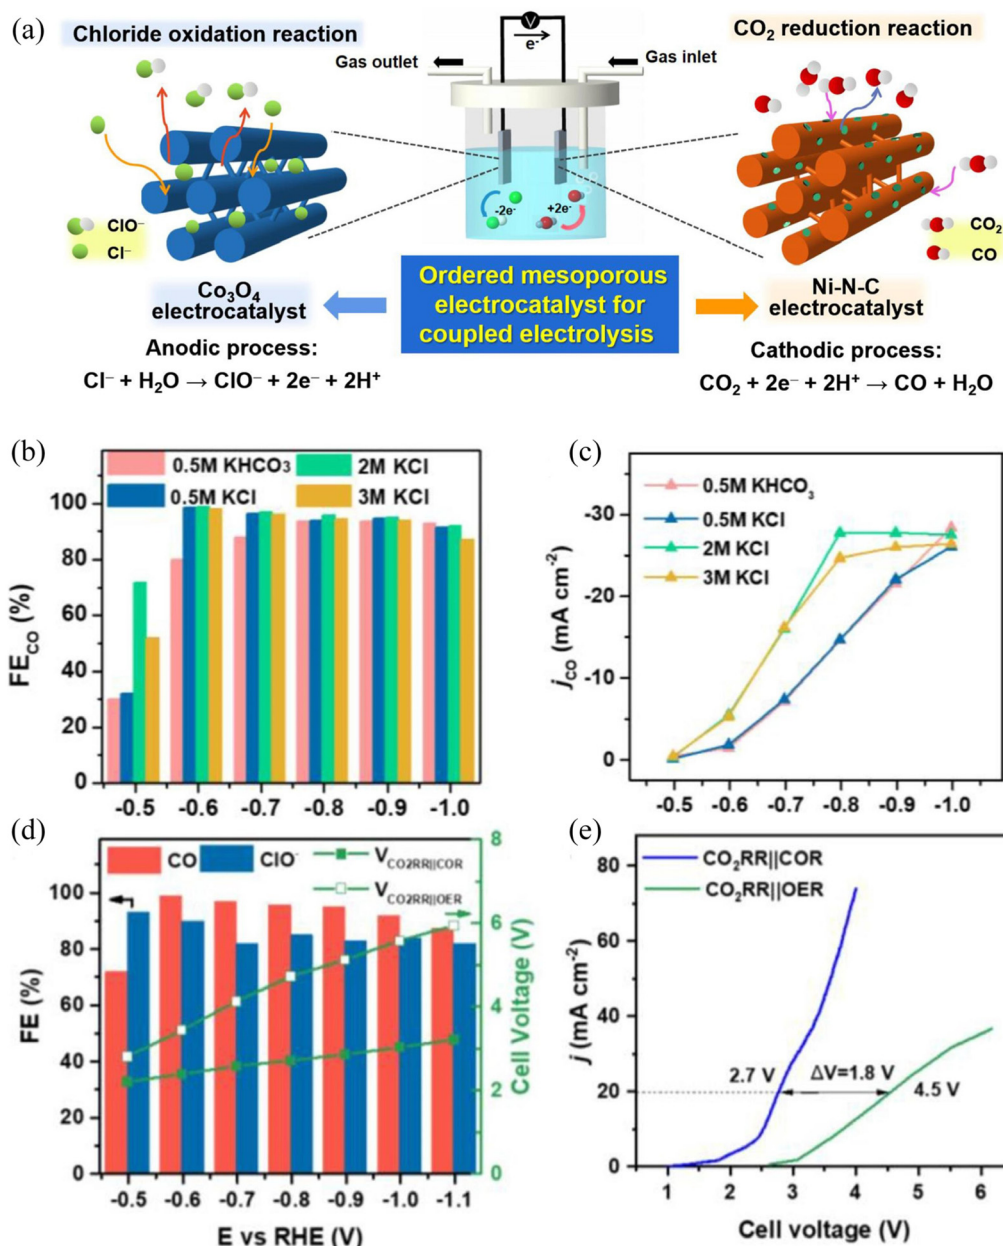 (a)
Chloride oxidation reaction
CO₂ reduction reaction
V
e⁻
Gas outlet
Gas inlet
-2e⁻
+2e⁻
ClO⁻
Cl⁻
CO₂
CO
Co₃O₄
electrocatalyst
Ordered mesoporous
electrocatalyst for
coupled electrolysis
Ni-N-C
electrocatalyst
Anodic process:
Cl⁻ + H₂O → ClO⁻ + 2e⁻ + 2H⁺
Cathodic process:
CO₂ + 2e⁻ + 2H⁺ → CO + H₂O
(b)
0.5M KHCO₃
2M KCl
0.5M KCl
3M KCl
FE_CO (%)
100
80
60
40
20
0
-0.5 -0.6 -0.7 -0.8 -0.9 -1.0
(c)
0.5M KHCO₃
0.5M KCl
2M KCl
3M KCl
j_CO (mA cm⁻²)
-30
-20
-10
0
-0.5 -0.6 -0.7 -0.8 -0.9 -1.0
(d)
CO
ClO⁻
V_CO2RR||COR
V_CO2RR||OER
FE (%)
100
80
60
40
20
0
Cell Voltage (V)
8
6
4
2
0
-0.5 -0.6 -0.7 -0.8 -0.9 -1.0 -1.1
E vs RHE (V)
(e)
CO₂RR||COR
CO₂RR||OER
j (mA cm⁻²)
80
60
40
20
0
2.7 V
ΔV=1.8 V
4.5 V
1 2 3 4 5 6
Cell voltage (V)